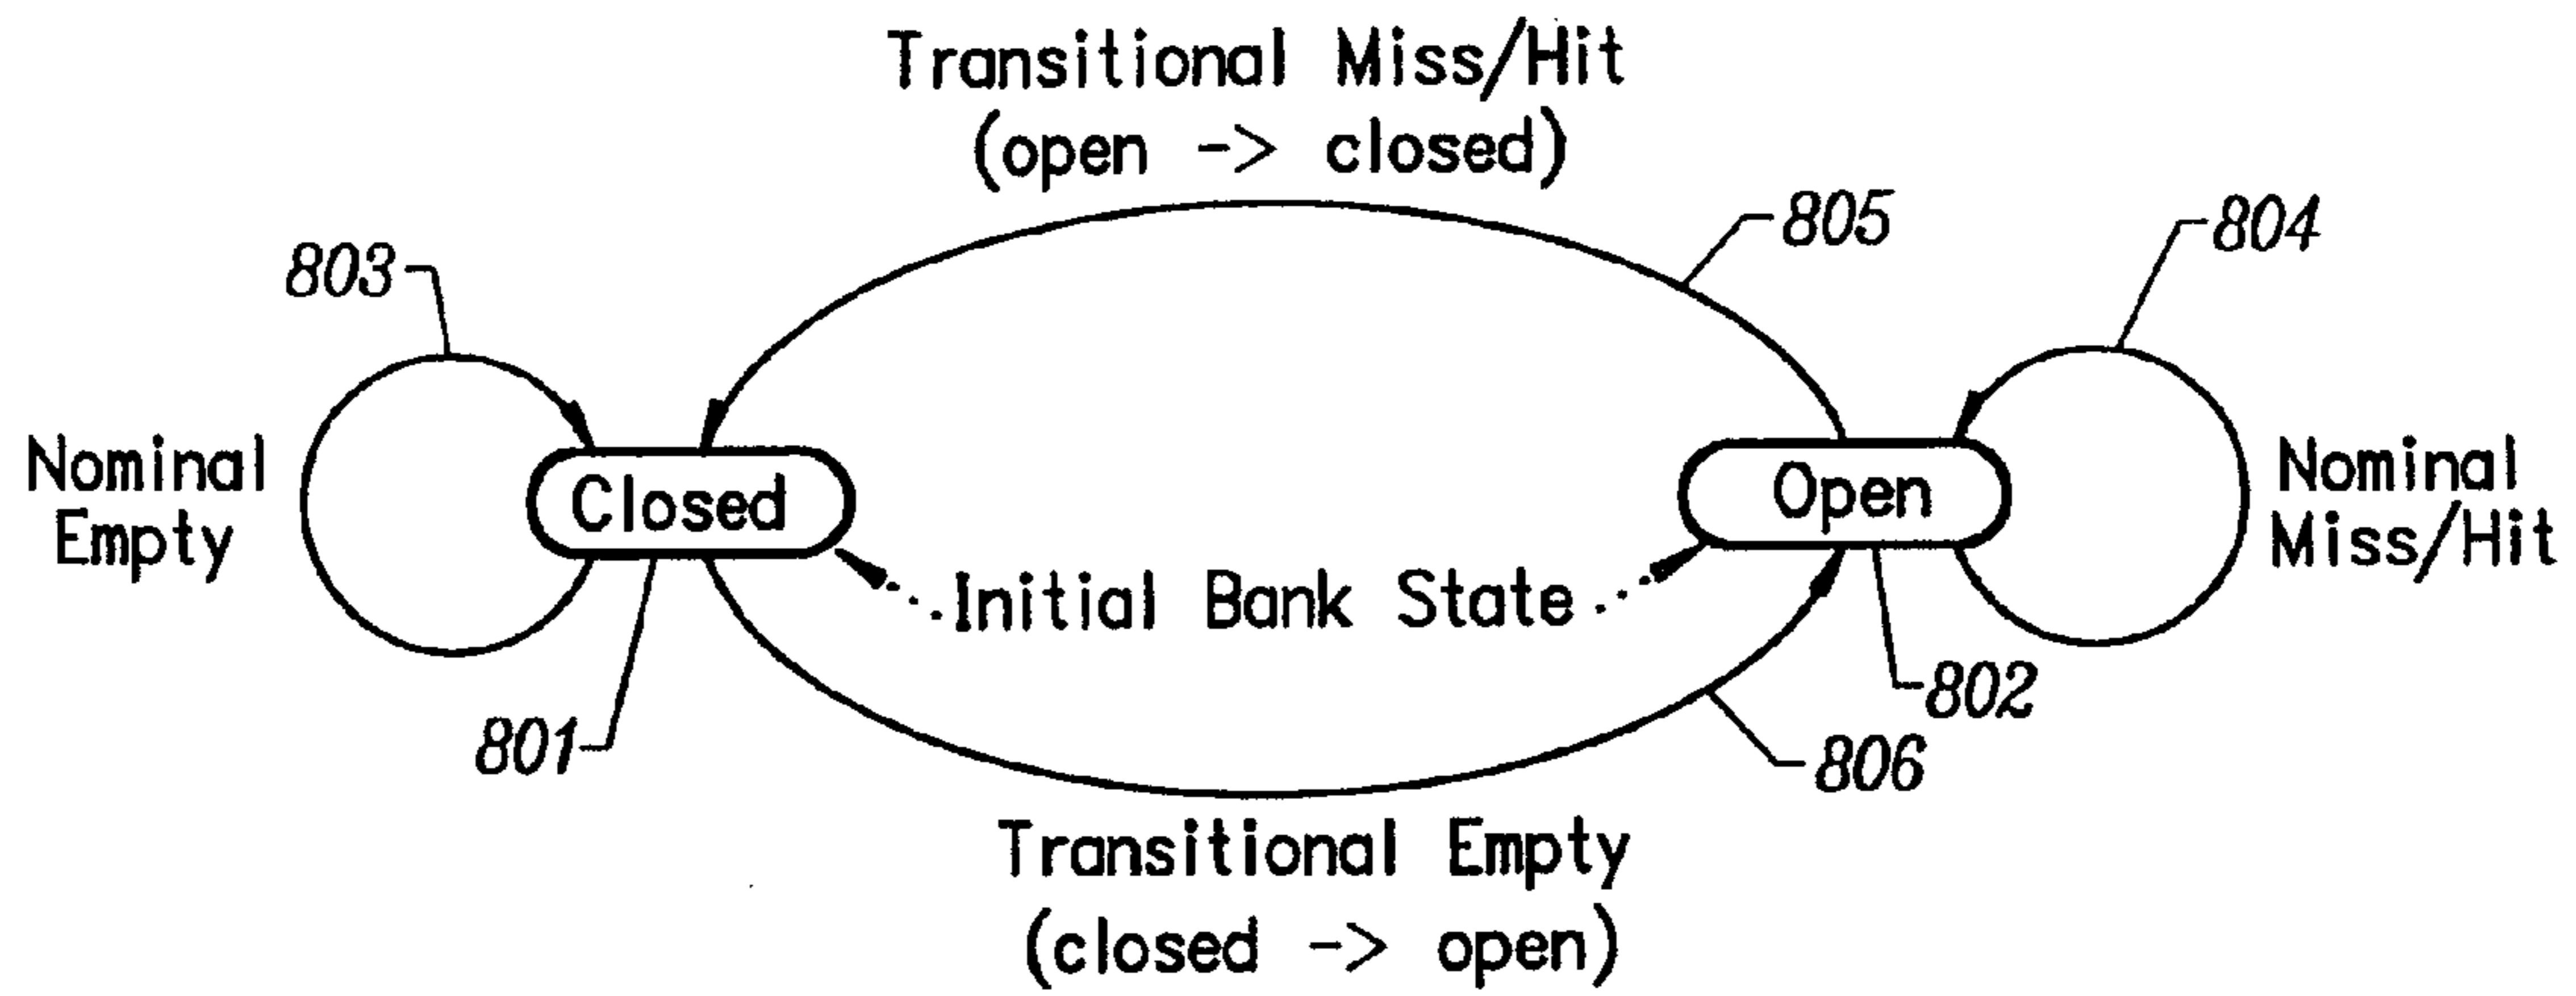 Transitional Miss/Hit
(open -> closed)
805
804
803
Nominal
Empty
Closed
Open
Nominal
Miss/Hit
Initial Bank State
801
802
806
Transitional Empty
(closed -> open)